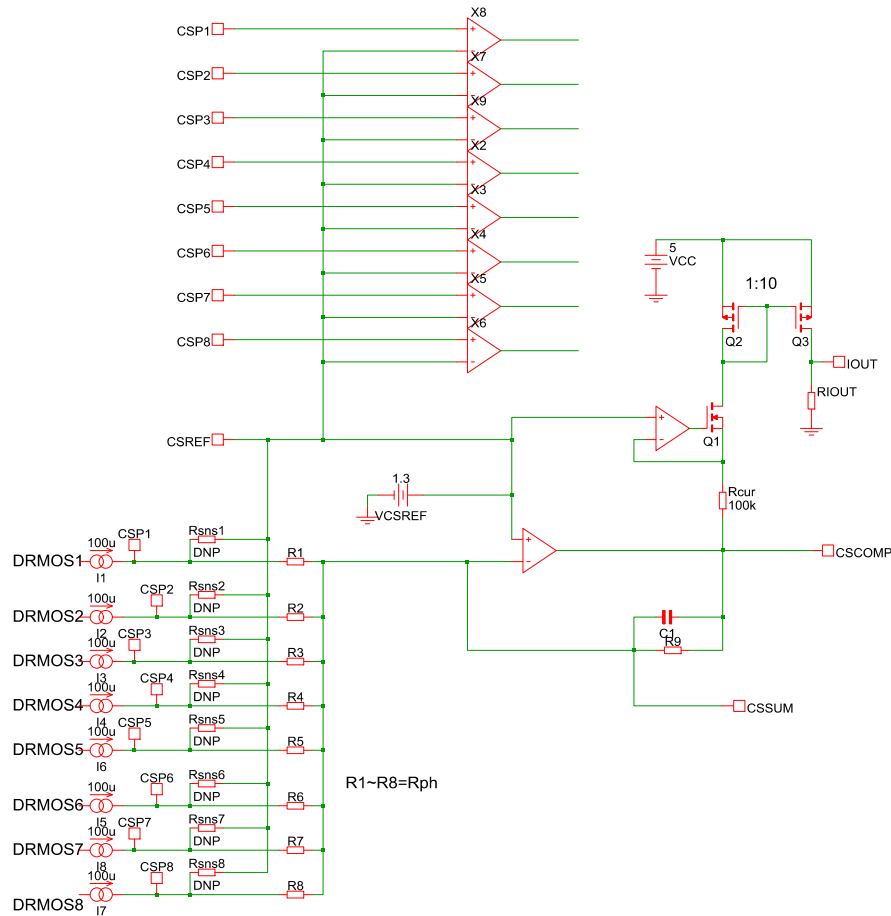 X8
CSP1
X7
CSP2
X9
CSP3
X2
CSP4
X3
CSP5
X4
CSP6
X5
CSP7
X6
CSP8
5
VCC
1:10
Q2
Q3
IOUT
RIOUT
CSREF
Q1
1.3
VCSREF
Rcur
100k
CSCOMP
C1
R9
CSSUM
DRMOS1
100u
I1
CSP1
Rsns1
DNP
R1
DRMOS2
100u
I2
CSP2
Rsns2
DNP
R2
DRMOS3
100u
I3
CSP3
Rsns3
DNP
R3
DRMOS4
100u
I4
CSP4
Rsns4
DNP
R4
DRMOS5
100u
I6
CSP5
Rsns5
DNP
R5
DRMOS6
100u
I5
CSP6
Rsns6
DNP
R6
DRMOS7
100u
I8
CSP7
Rsns7
DNP
R7
DRMOS8
100u
I7
CSP8
Rsns8
DNP
R8
R1~R8=Rph
+
−
+
−
+
−
+
−
+
−
+
−
+
−
+
−
+
−
+
−